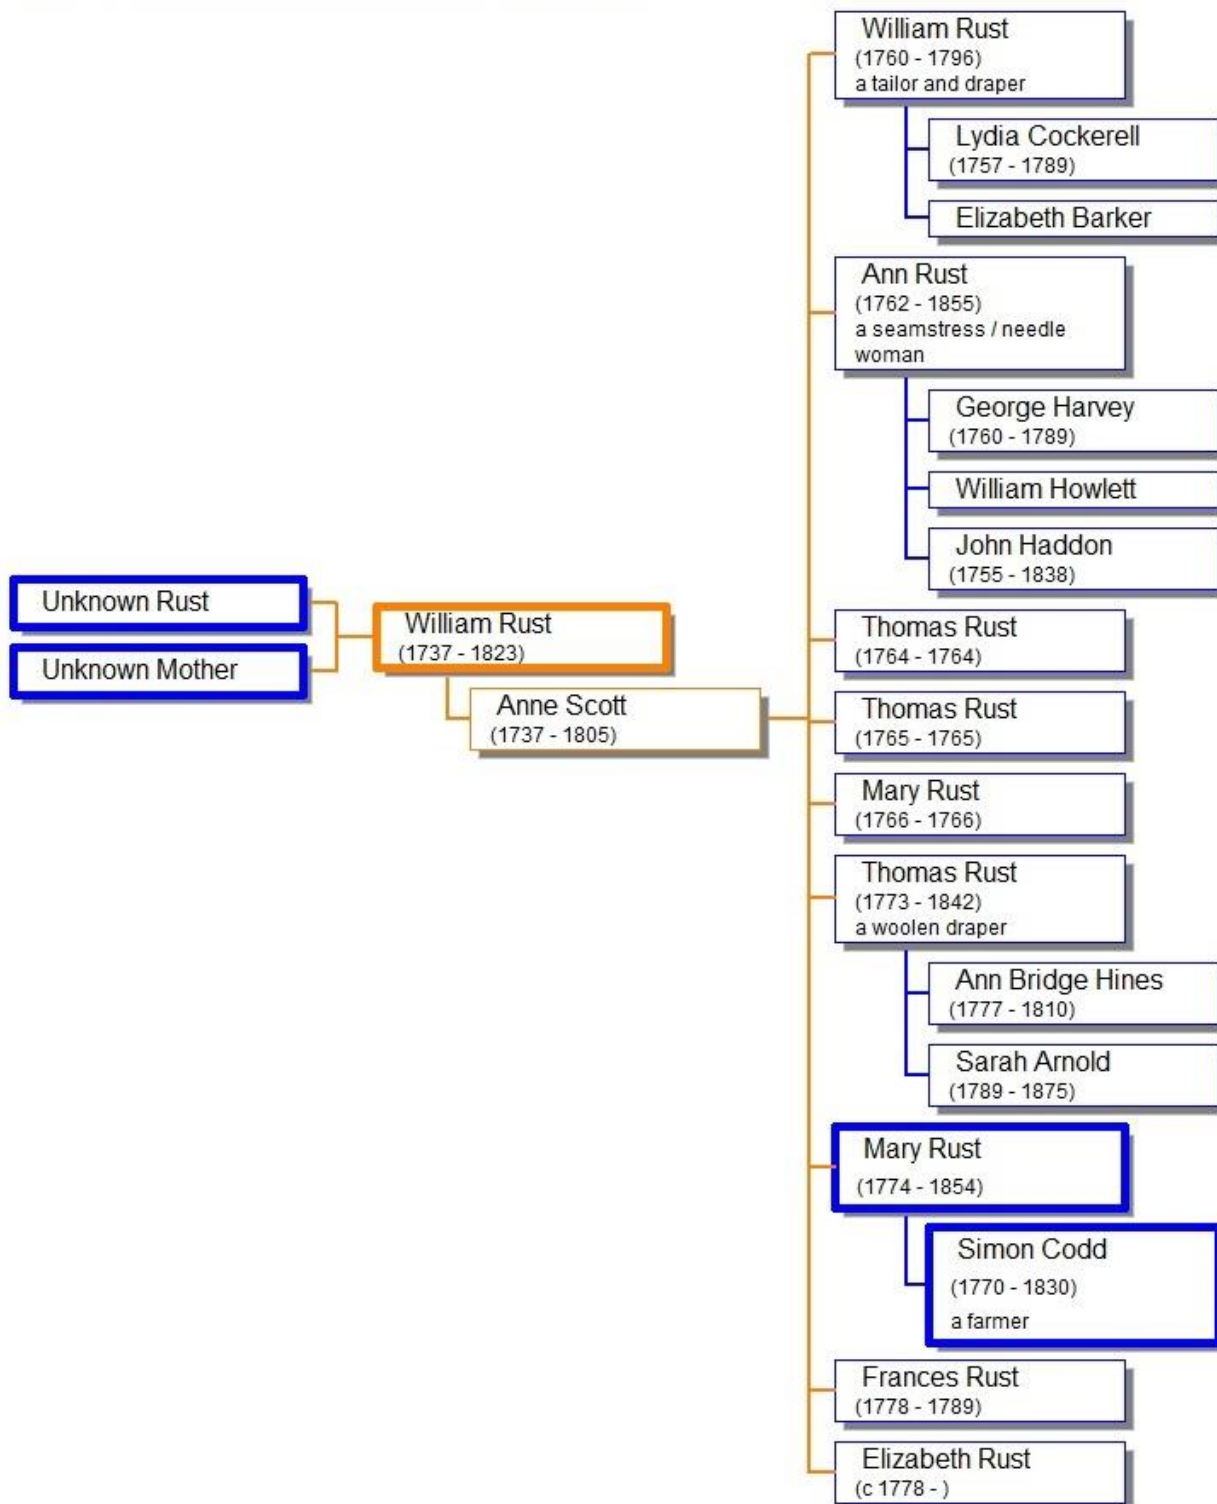 William Rust
(1760 - 1796)
a tailor and draper
Lydia Cockerell
(1757 - 1789)
Elizabeth Barker
Ann Rust
(1762 - 1855)
a seamstress / needle
woman
George Harvey
(1760 - 1789)
William Howlett
John Haddon
(1755 - 1838)
Unknown Rust
Unknown Mother
William Rust
(1737 - 1823)
Anne Scott
(1737 - 1805)
Thomas Rust
(1764 - 1764)
Thomas Rust
(1765 - 1765)
Mary Rust
(1766 - 1766)
Thomas Rust
(1773 - 1842)
a woolen draper
Ann Bridge Hines
(1777 - 1810)
Sarah Arnold
(1789 - 1875)
Mary Rust
(1774 - 1854)
Simon Codd
(1770 - 1830)
a farmer
Frances Rust
(1778 - 1789)
Elizabeth Rust
(c 1778 - )